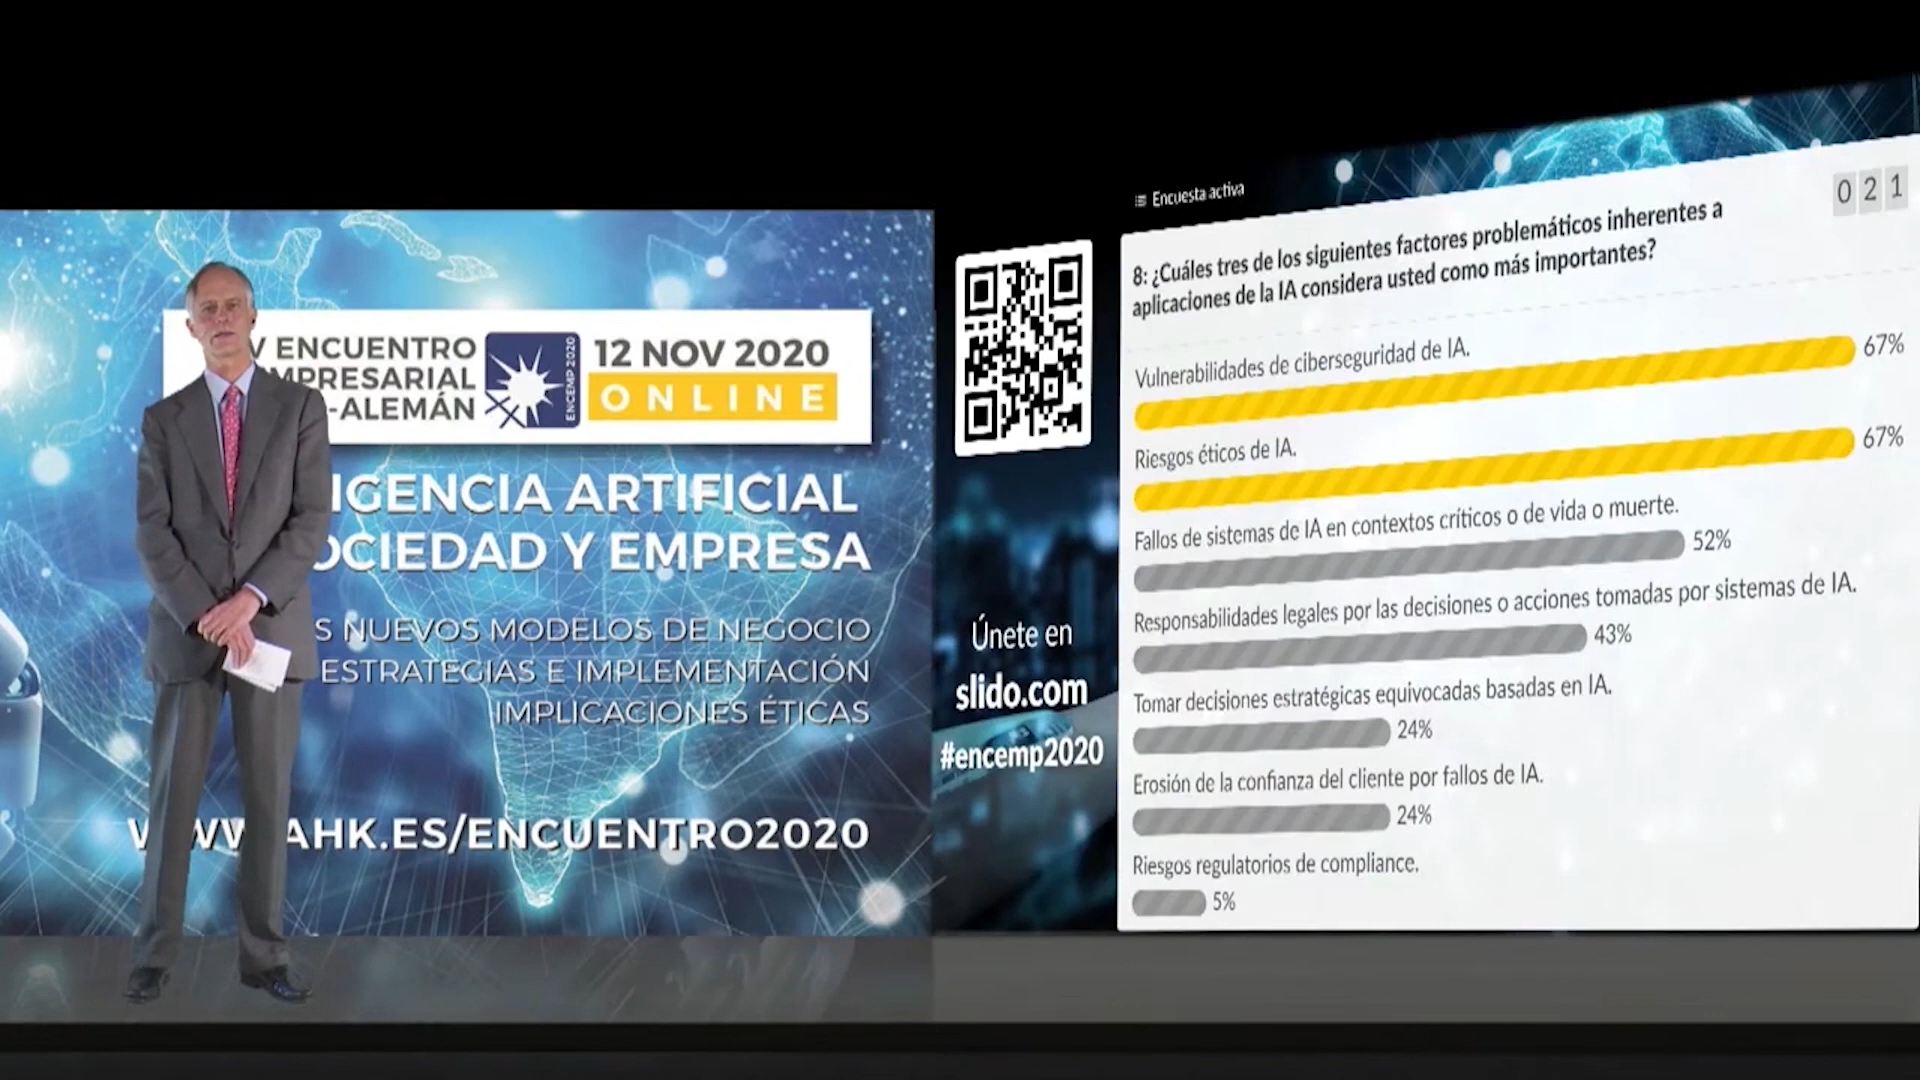 V ENCUENTRO
MPRESARIAL
-ALEMÁN
ENCEMP 2020
12 NOV 2020
ONLINE
IGENCIA ARTIFICIAL
OCIEDAD Y EMPRESA
S NUEVOS MODELOS DE NEGOCIO
ESTRATEGIAS E IMPLEMENTACIÓN
IMPLICACIONES ÉTICAS
WWW.AHK.ES/ENCUENTRO2020
Únete en
slido.com
#encemp2020
Encuesta activa
021
8: ¿Cuáles tres de los siguientes factores problemáticos inherentes a
aplicaciones de la IA considera usted como más importantes?
Vulnerabilidades de ciberseguridad de IA.
67%
Riesgos éticos de IA.
67%
Fallos de sistemas de IA en contextos críticos o de vida o muerte.
52%
Responsabilidades legales por las decisiones o acciones tomadas por sistemas de IA.
43%
Tomar decisiones estratégicas equivocadas basadas en IA.
24%
Erosión de la confianza del cliente por fallos de IA.
24%
Riesgos regulatorios de compliance.
5%